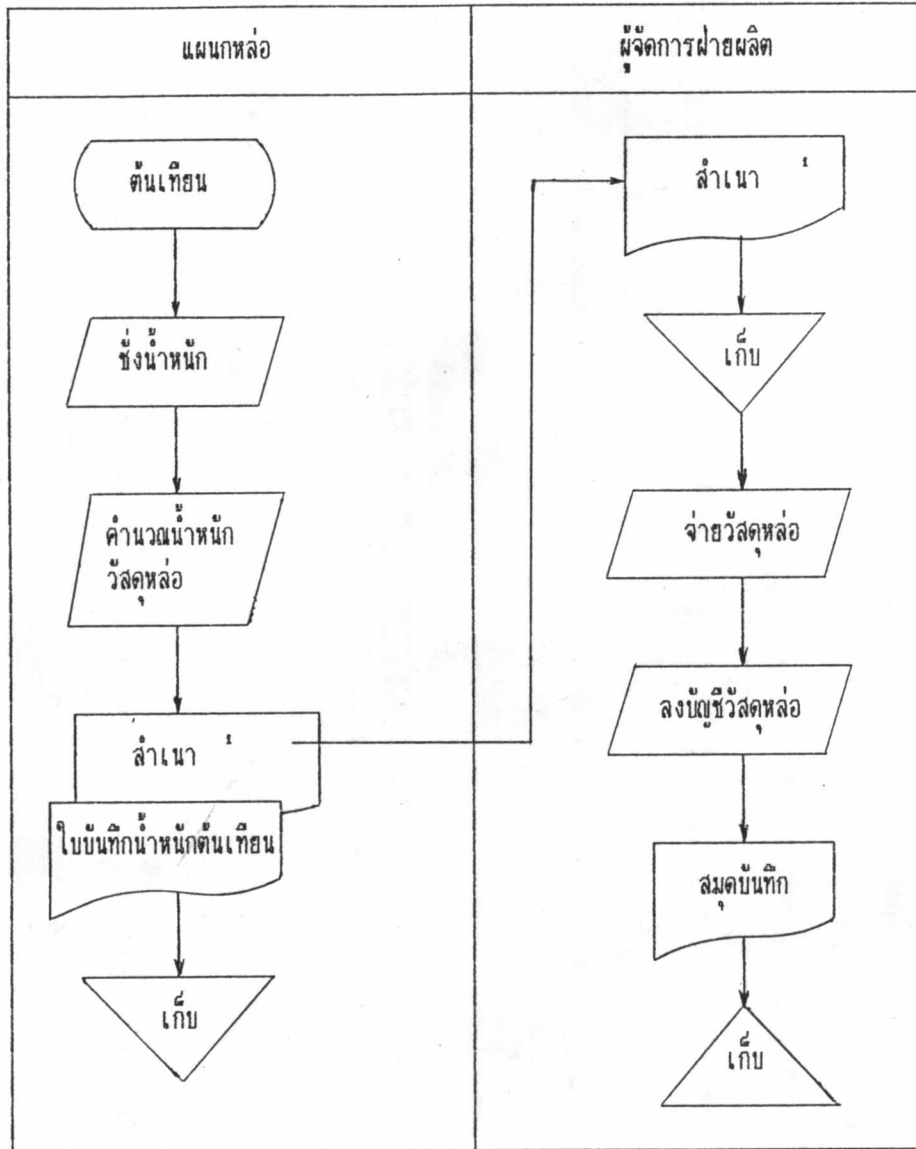 แผนกหล่อ
ผู้จัดการฝ่ายผลิต
ต้นเทียน
ชั่งน้ำหนัก
คำนวณน้ำหนัก
วัสดุหล่อ
สำเนา
ใบบันทึกน้ำหนักต้นเทียน
เก็บ
สำเนา
เก็บ
จ่ายวัสดุหล่อ
ลงบัญชีวัสดุหล่อ
สมุดบันทึก
เก็บ